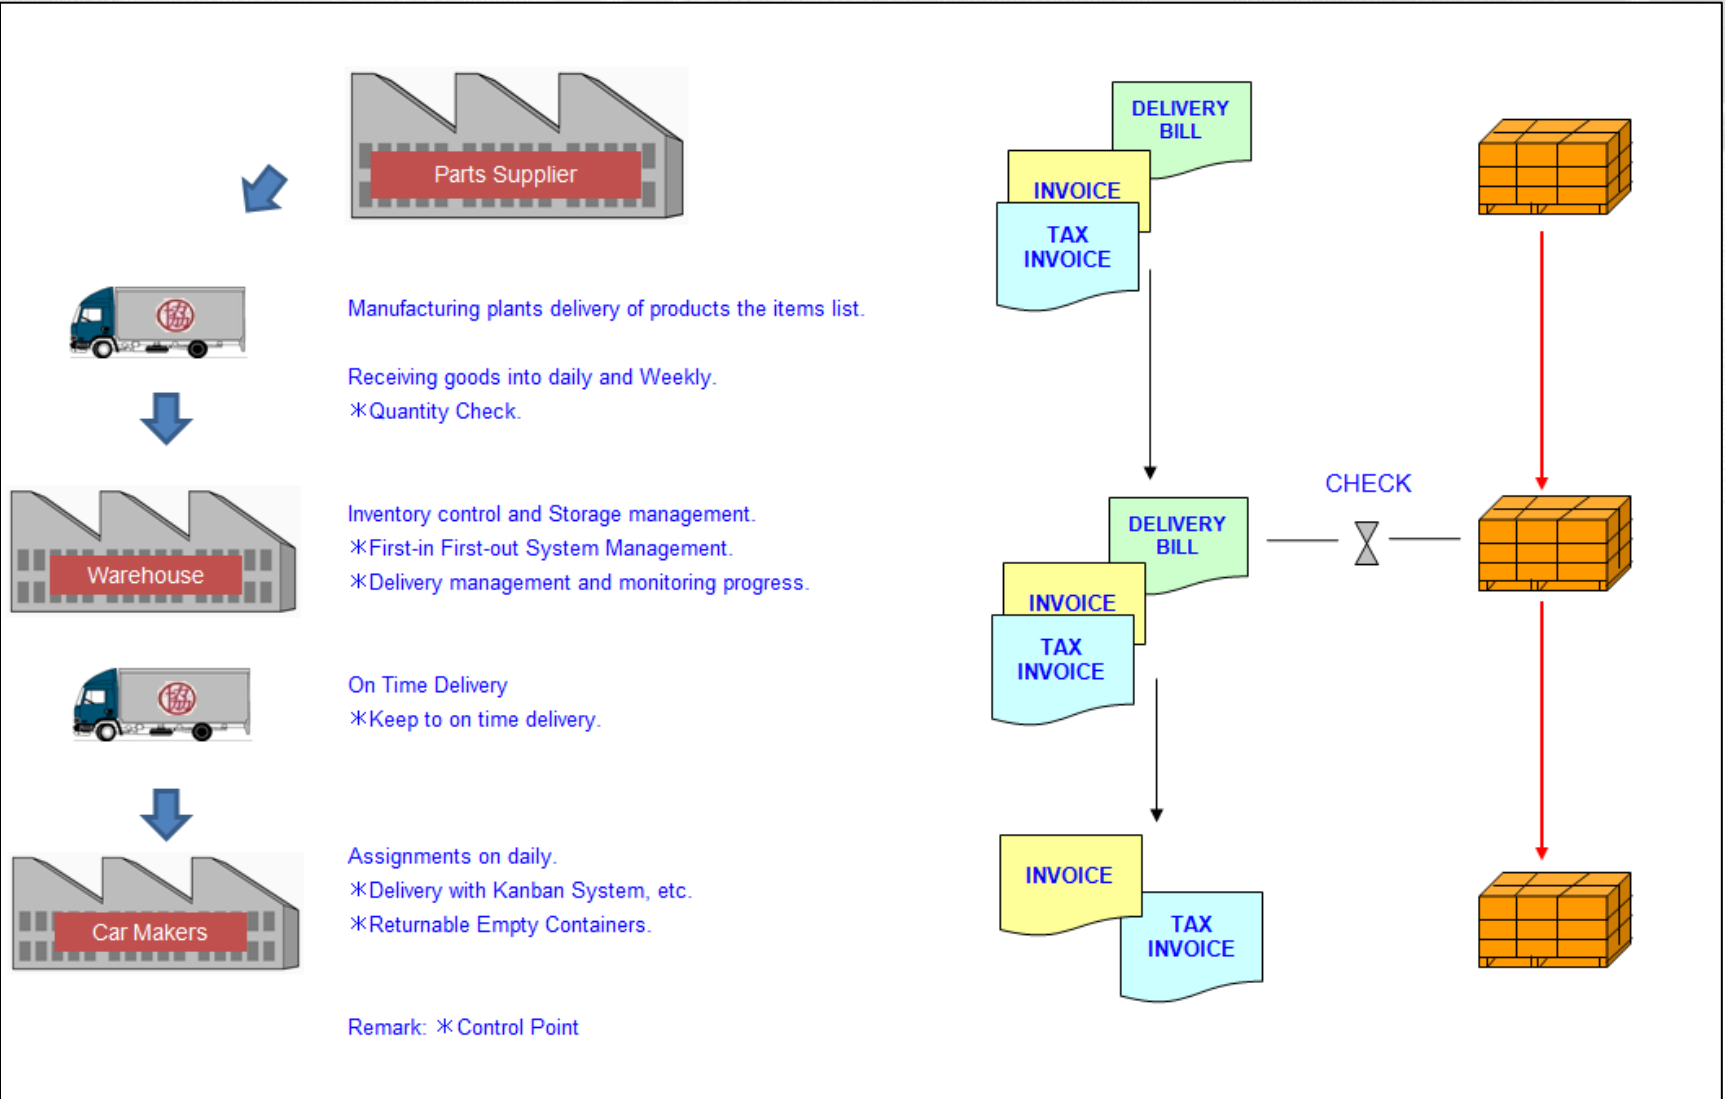 Parts Supplier
DELIVERY
BILL
INVOICE
TAX
INVOICE
協
Manufacturing plants delivery of products the items list.
Receiving goods into daily and Weekly.
＊Quantity Check.
CHECK
Warehouse
Inventory control and Storage management.
＊First-in First-out System Management.
＊Delivery management and monitoring progress.
DELIVERY
BILL
INVOICE
TAX
INVOICE
協
On Time Delivery
＊Keep to on time delivery.
Car Makers
Assignments on daily.
＊Delivery with Kanban System, etc.
＊Returnable Empty Containers.
INVOICE
TAX
INVOICE
Remark: ＊Control Point